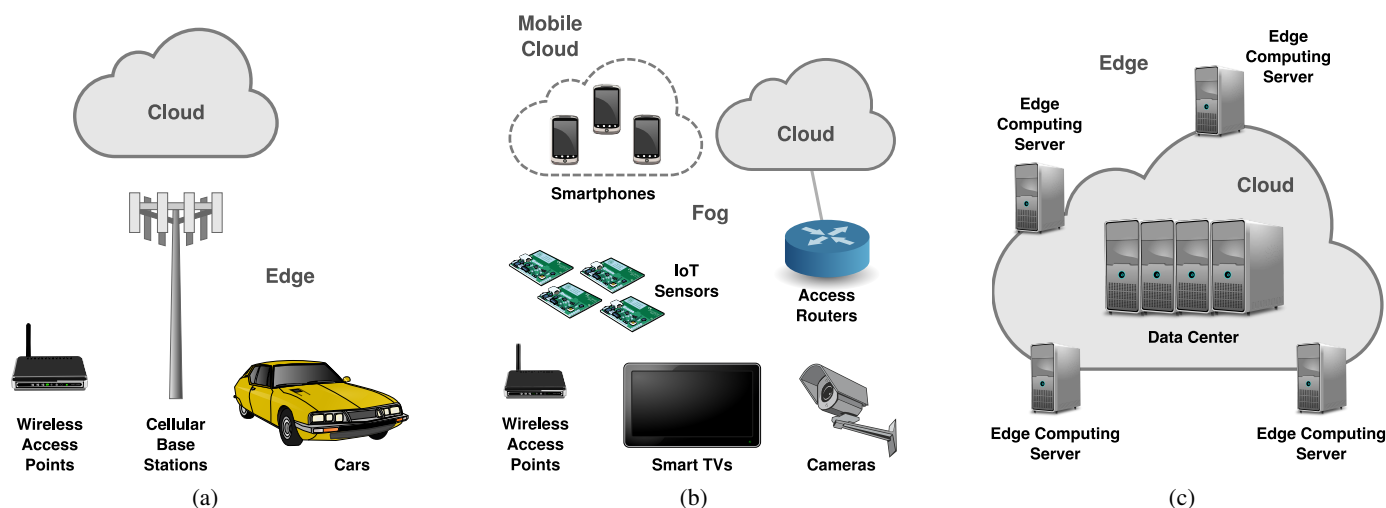 Cloud
Edge
Wireless
Access
Points
Cellular
Base
Stations
Cars
(a)
Mobile
Cloud
Smartphones
Cloud
Fog
IoT
Sensors
Access
Routers
Wireless
Access
Points
Smart TVs
Cameras
(b)
Edge
Edge
Computing
Server
Edge
Computing
Server
Cloud
Data Center
Edge Computing
Server
Edge Computing
Server
(c)